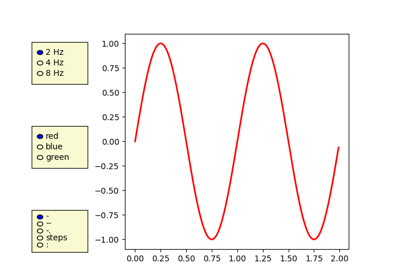 2 Hz
4 Hz
8 Hz
red
blue
green
-
--
-.
steps
:
1.00
0.75
0.50
0.25
0.00
−0.25
−0.50
−0.75
−1.00
0.00 0.25 0.50 0.75 1.00 1.25 1.50 1.75 2.00